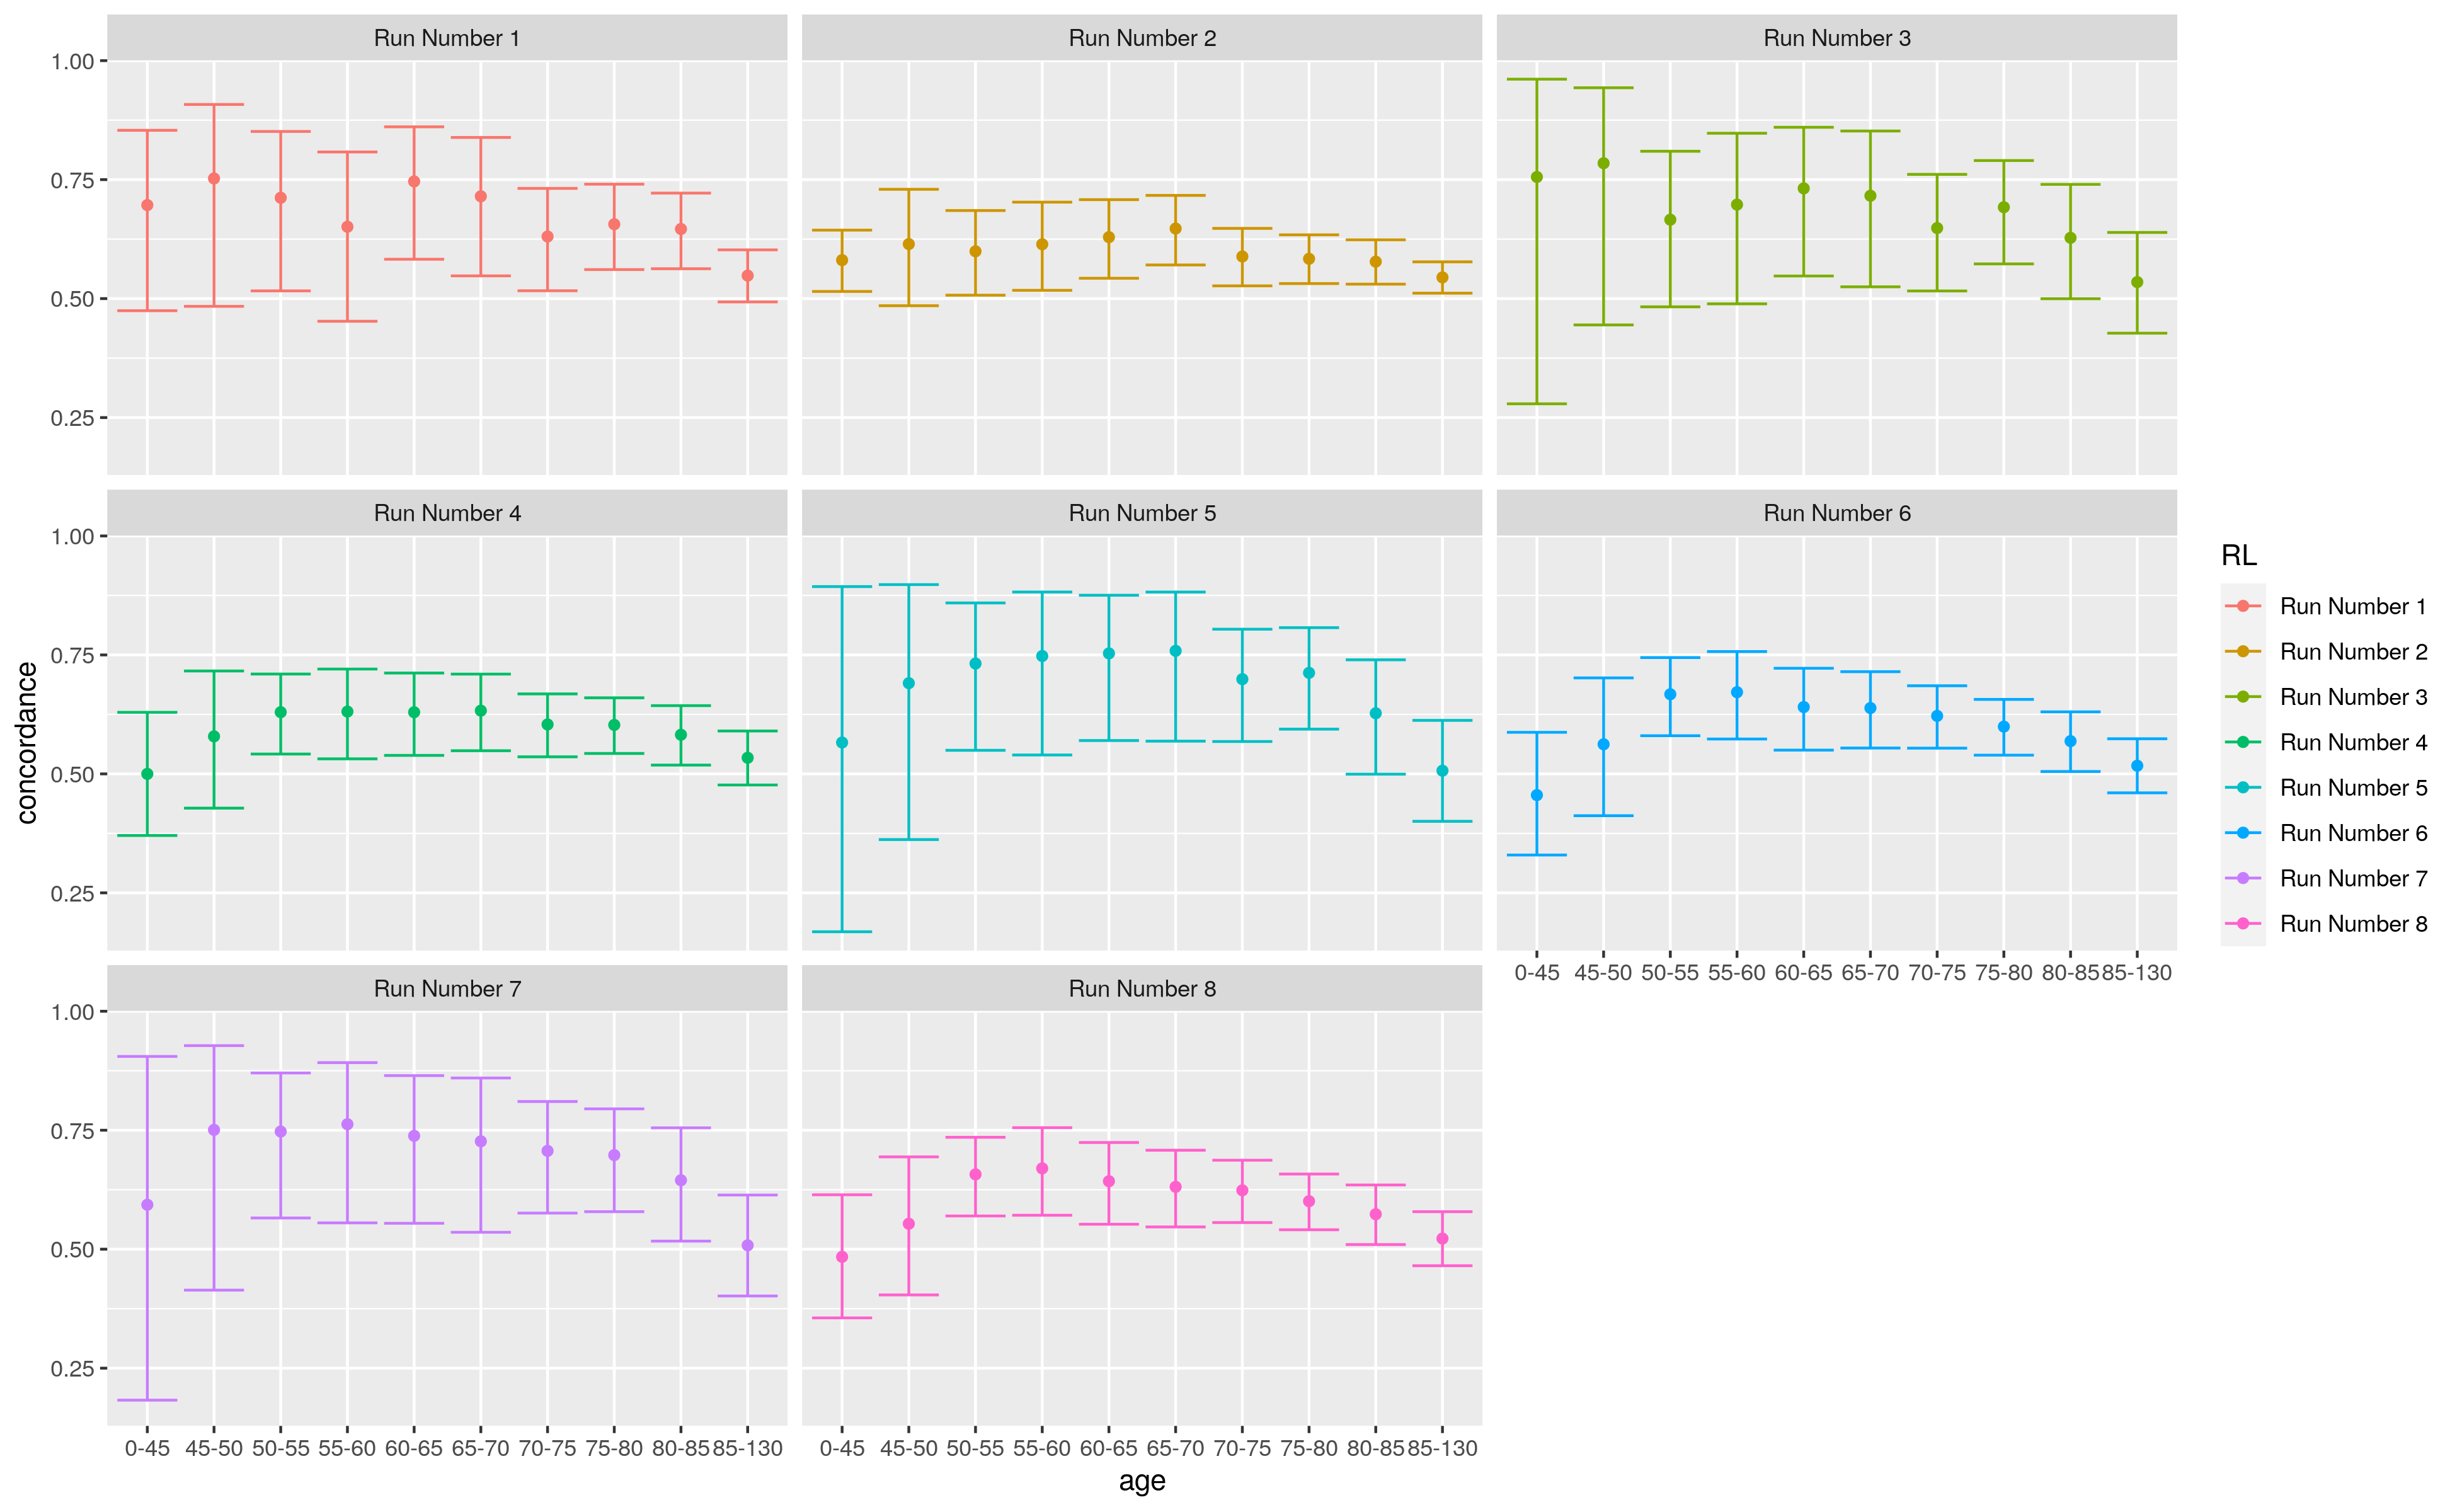 Run Number 1
Run Number 2
Run Number 3
1.00
0.75
0.50
0.25
Run Number 4
Run Number 5
Run Number 6
1.00
0.75
0.50
0.25
0-45 45-50 50-55 55-60 60-65 65-70 70-75 75-80 80-85 85-130
Run Number 7
Run Number 8
1.00
0.75
0.50
0.25
0-45 45-50 50-55 55-60 60-65 65-70 70-75 75-80 80-85 85-130
0-45 45-50 50-55 55-60 60-65 65-70 70-75 75-80 80-85 85-130
age
concordance
RL
Run Number 1
Run Number 2
Run Number 3
Run Number 4
Run Number 5
Run Number 6
Run Number 7
Run Number 8